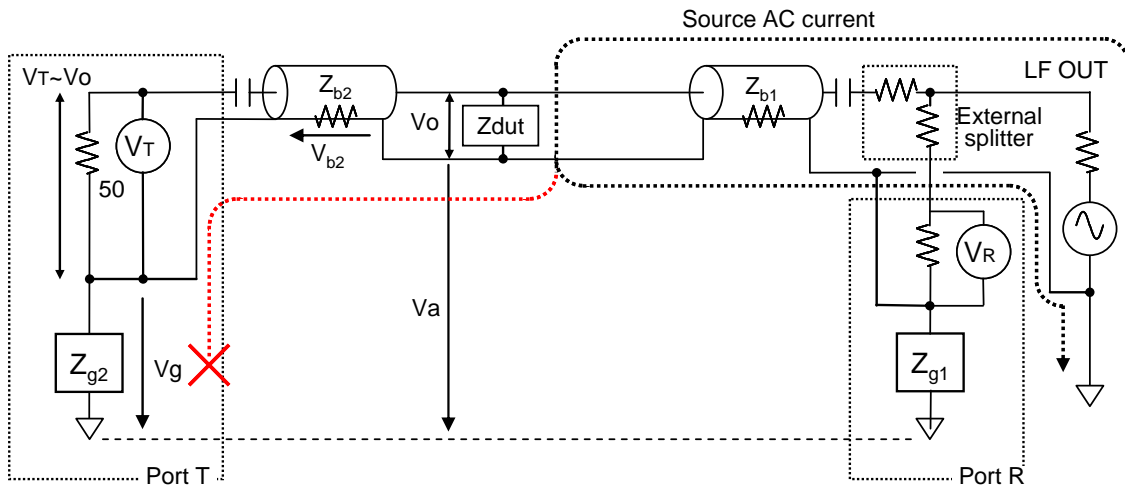 Source AC current
VT~Vo
LF OUT
Zb2
Zb1
External
splitter
Vo
Zdut
VT
Vb2
50
VR
Va
Zg2
Vg
Zg1
Port T
Port R